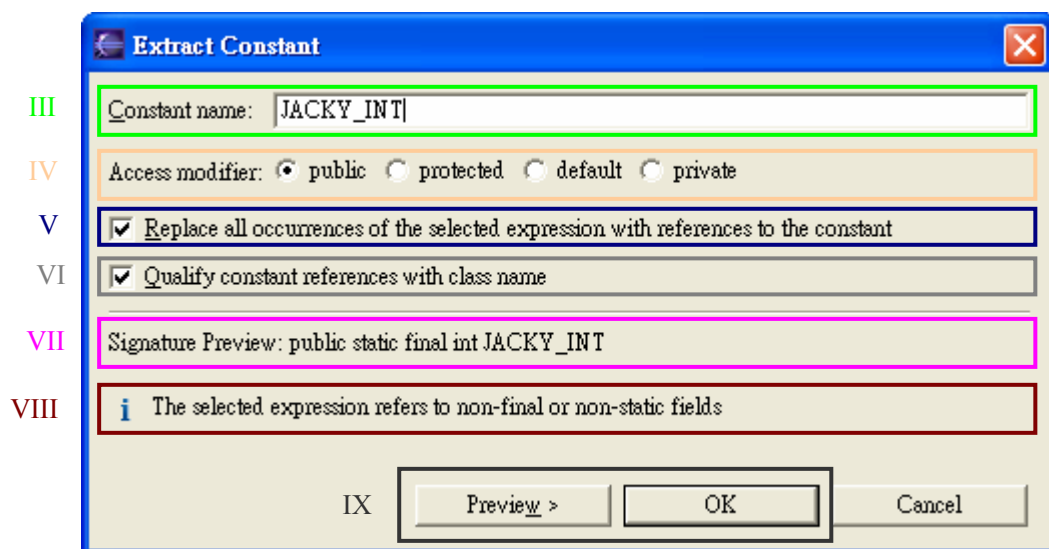 Extract Constant
III Constant name: JACKY_INT
IV Access modifier: public protected default private
V Replace all occurrences of the selected expression with references to the constant
VI Qualify constant references with class name
VII Signature Preview: public static final int JACKY_INT
VIII i The selected expression refers to non-final or non-static fields
IX Preview > OK Cancel